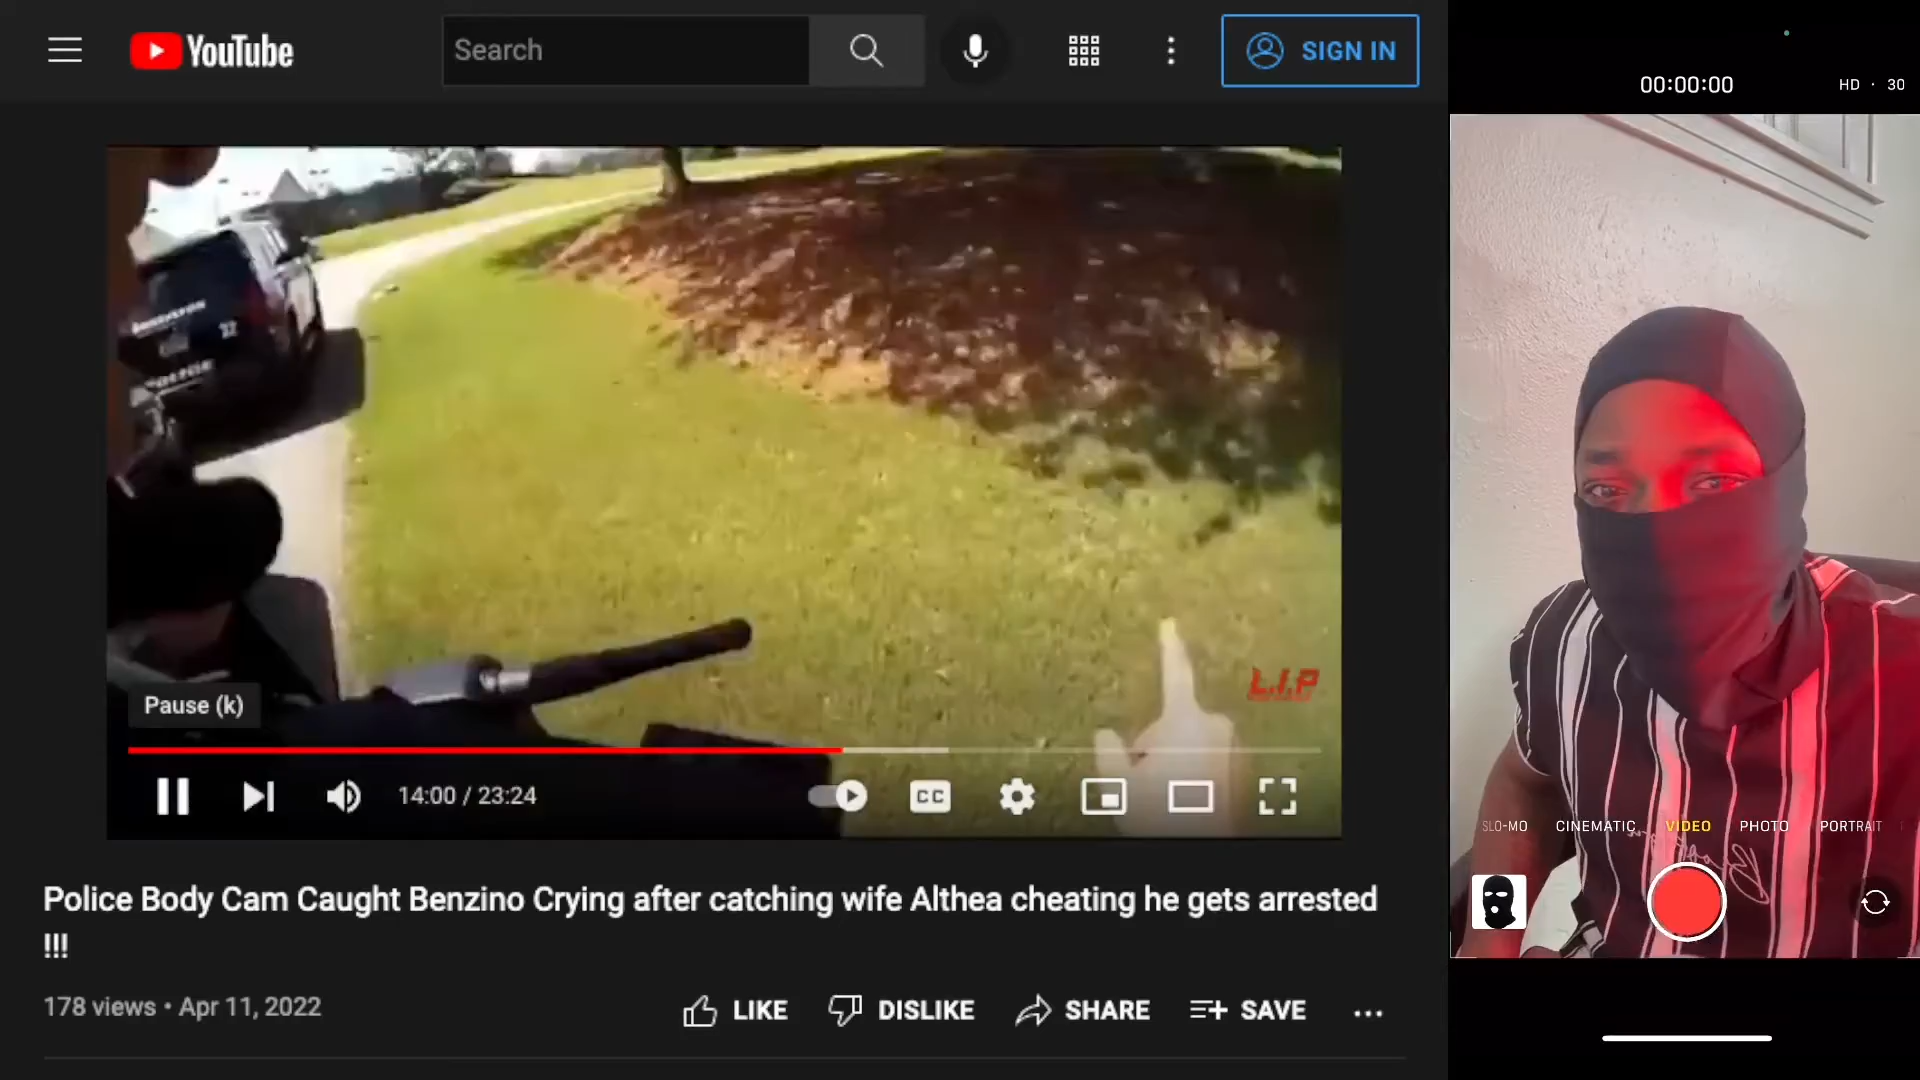 YouTube
Search
SIGN IN
00:00:00
HD · 30
22
POLICE
L.I.P
Pause (k)
14:00 / 23:24
CC
SLO-MO CINEMATIC VIDEO PHOTO PORTRAIT
Police Body Cam Caught Benzino Crying after catching wife Althea cheating he gets arrested
!!!
178 views • Apr 11, 2022
LIKE
DISLIKE
SHARE
SAVE